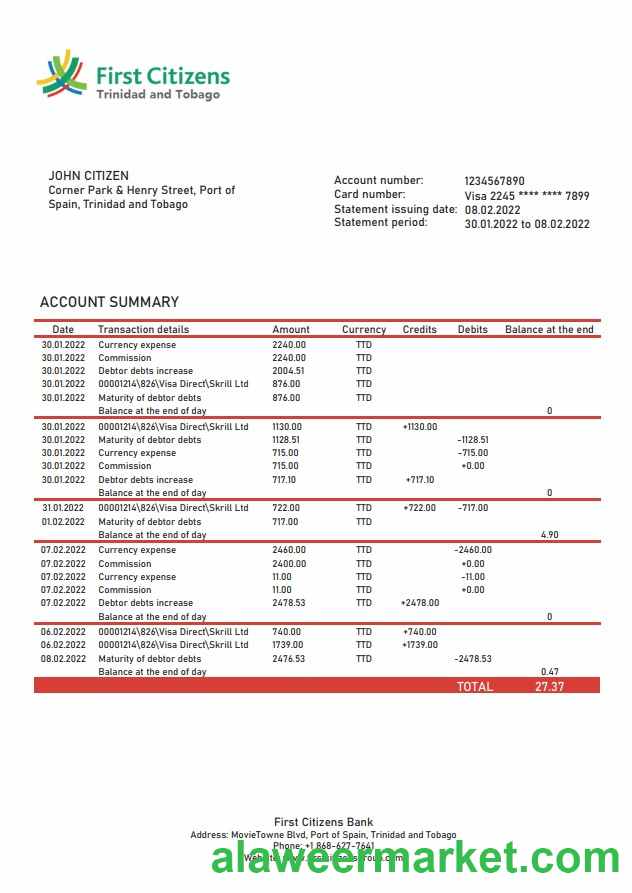 First Citizens
Trinidad and Tobago
JOHN CITIZEN
Corner Park & Henry Street, Port of
Spain, Trinidad and Tobago
Account number: 1234567890
Card number: Visa 2245 **** **** 7899
Statement issuing date: 08.02.2022
Statement period: 30.01.2022 to 08.02.2022
ACCOUNT SUMMARY
Date Transaction details Amount Currency Credits Debits Balance at the end
30.01.2022 Currency expense 2240.00 TTD
30.01.2022 Commission 2240.00 TTD
30.01.2022 Debtor debts increase 2004.51 TTD
30.01.2022 00001214\826\Visa Direct\Skrill Ltd 876.00 TTD
30.01.2022 Maturity of debtor debts 876.00 TTD
Balance at the end of day 0
30.01.2022 00001214\826\Visa Direct\Skrill Ltd 1130.00 TTD +1130.00
30.01.2022 Maturity of debtor debts 1128.51 TTD -1128.51
30.01.2022 Currency expense 715.00 TTD -715.00
30.01.2022 Commission 715.00 TTD +0.00
30.01.2022 Debtor debts increase 717.10 TTD +717.10
Balance at the end of day 0
31.01.2022 00001214\826\Visa Direct\Skrill Ltd 722.00 TTD +722.00 -717.00
01.02.2022 Maturity of debtor debts 717.00 TTD
Balance at the end of day 4.90
07.02.2022 Currency expense 2460.00 TTD -2460.00
07.02.2022 Commission 2400.00 TTD +0.00
07.02.2022 Currency expense 11.00 TTD -11.00
07.02.2022 Commission 11.00 TTD +0.00
07.02.2022 Debtor debts increase 2478.53 TTD +2478.00
Balance at the end of day 0
06.02.2022 00001214\826\Visa Direct\Skrill Ltd 740.00 TTD +740.00
06.02.2022 00001214\826\Visa Direct\Skrill Ltd 1739.00 TTD +1739.00
08.02.2022 Maturity of debtor debts 2476.53 TTD -2478.53
Balance at the end of day 0.47
TOTAL 27.37
First Citizens Bank
Address: MovieTowne Blvd, Port of Spain, Trinidad and Tobago
Phone: +1 868-627-7641
alaweermarket.com